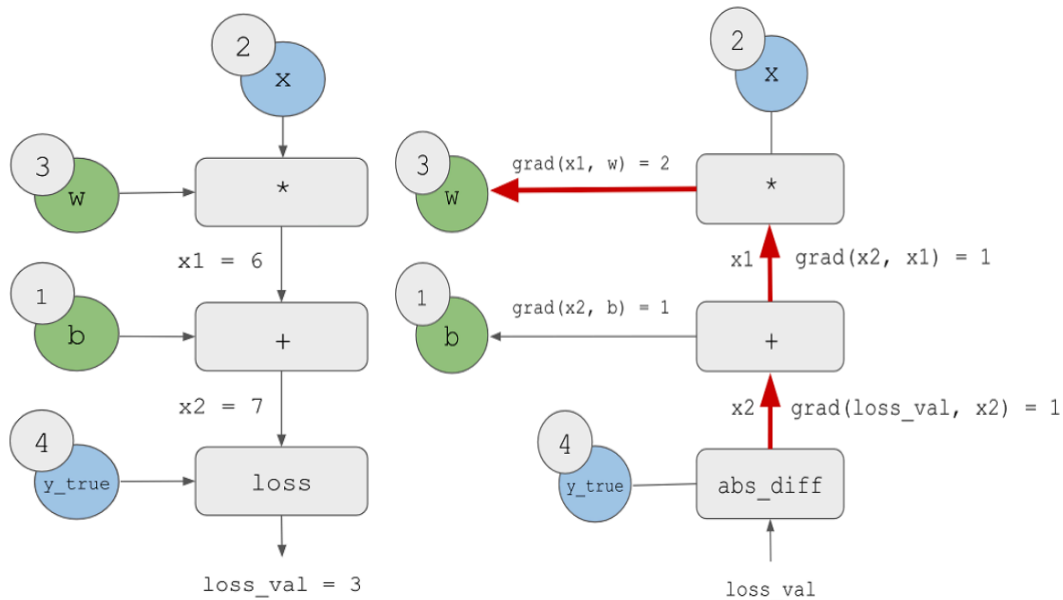 2
x
3
w
*
x1 = 6
1
b
+
x2 = 7
4
y_true
loss
loss_val = 3
2
x
3
w
grad(x1, w) = 2
*
x1
grad(x2, x1) = 1
1
b
grad(x2, b) = 1
+
x2
grad(loss_val, x2) = 1
4
y_true
abs_diff
loss val